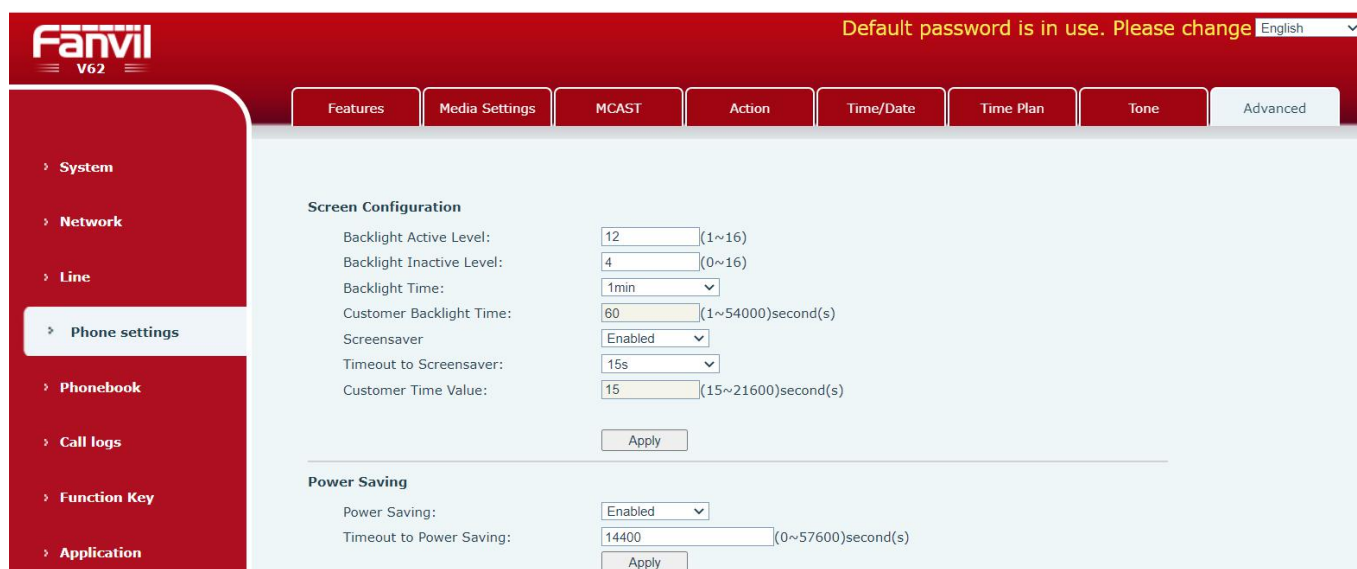 Default password is in use. Please change English
Fanvil
V62
Features Media Settings MCAST Action Time/Date Time Plan Tone Advanced
› System
› Network
› Line
› Phone settings
› Phonebook
› Call logs
› Function Key
› Application
Screen Configuration
Backlight Active Level: 12 (1~16)
Backlight Inactive Level: 4 (0~16)
Backlight Time: 1min
Customer Backlight Time: 60 (1~54000)second(s)
Screensaver Enabled
Timeout to Screensaver: 15s
Customer Time Value: 15 (15~21600)second(s)
Apply
Power Saving
Power Saving: Enabled
Timeout to Power Saving: 14400 (0~57600)second(s)
Apply